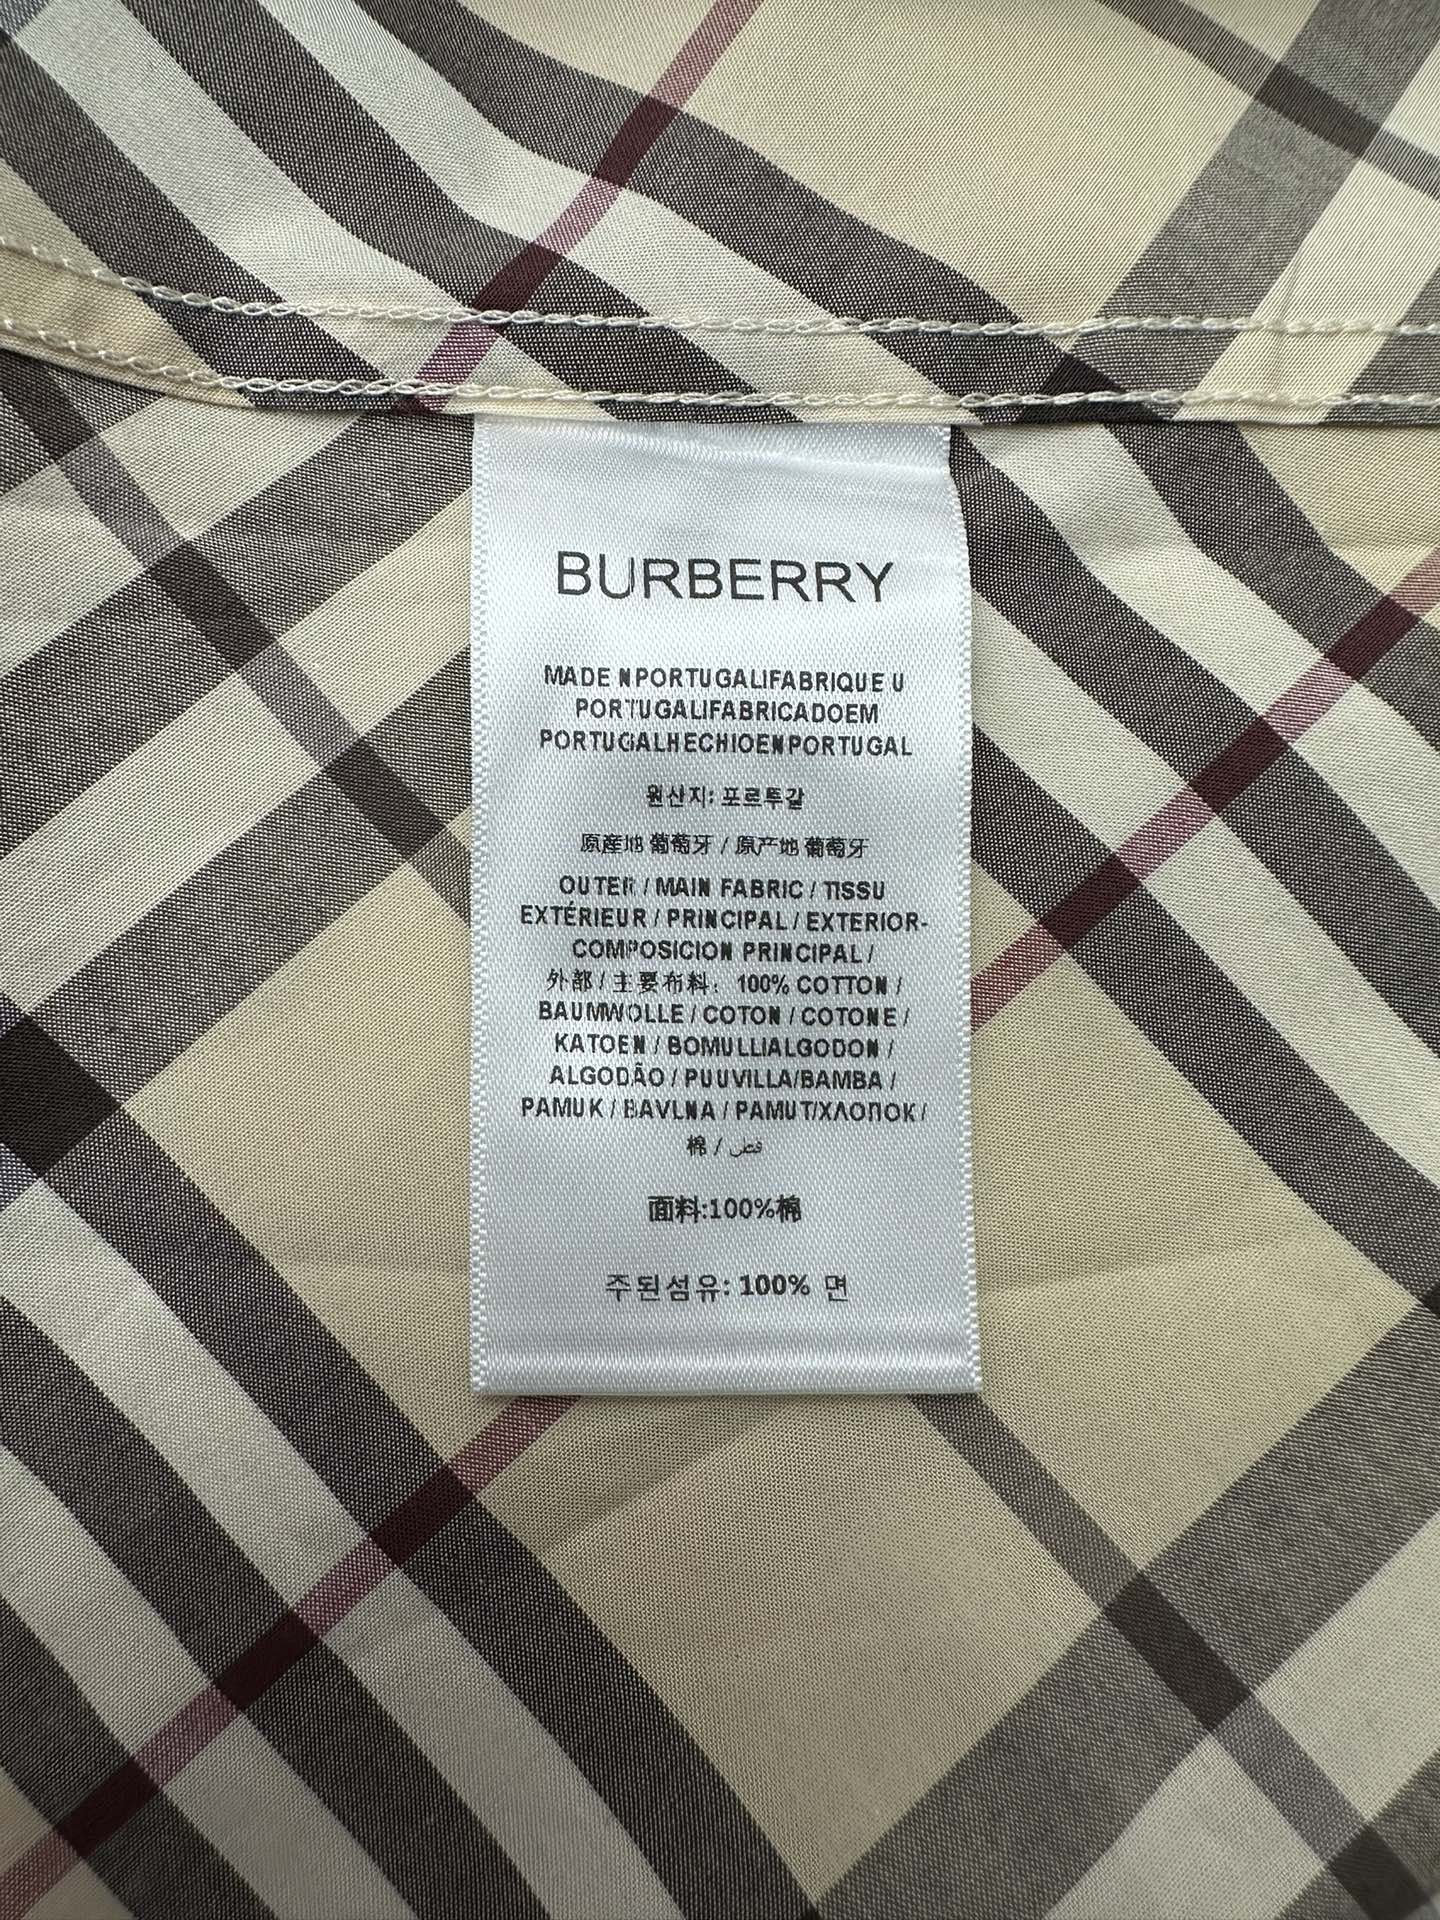 BURBERRY
MADE NPORTUGALIFABRIQUE U
PORTUGALIFABRICADOEM
PORTUGALHECHIOENPORTUGAL
원산지: 포르투갈
原産地 葡萄牙 / 原产地 葡萄牙
OUTER / MAIN FABRIC / TISSU
EXTÉRIEUR / PRINCIPAL / EXTERIOR-
COMPOSICION PRINCIPAL /
外部 / 主要布料: 100% COTTON /
BAUMWOLLE / COTON / COTONE /
KATOEN / BOMULLIALGODON /
ALGODÃO / PUUVILLA/BAMBA /
PAMUK / BAVLNA / PAMUT/ХЛОПОК /
棉 /
面料:100%棉
주된섬유: 100% 면